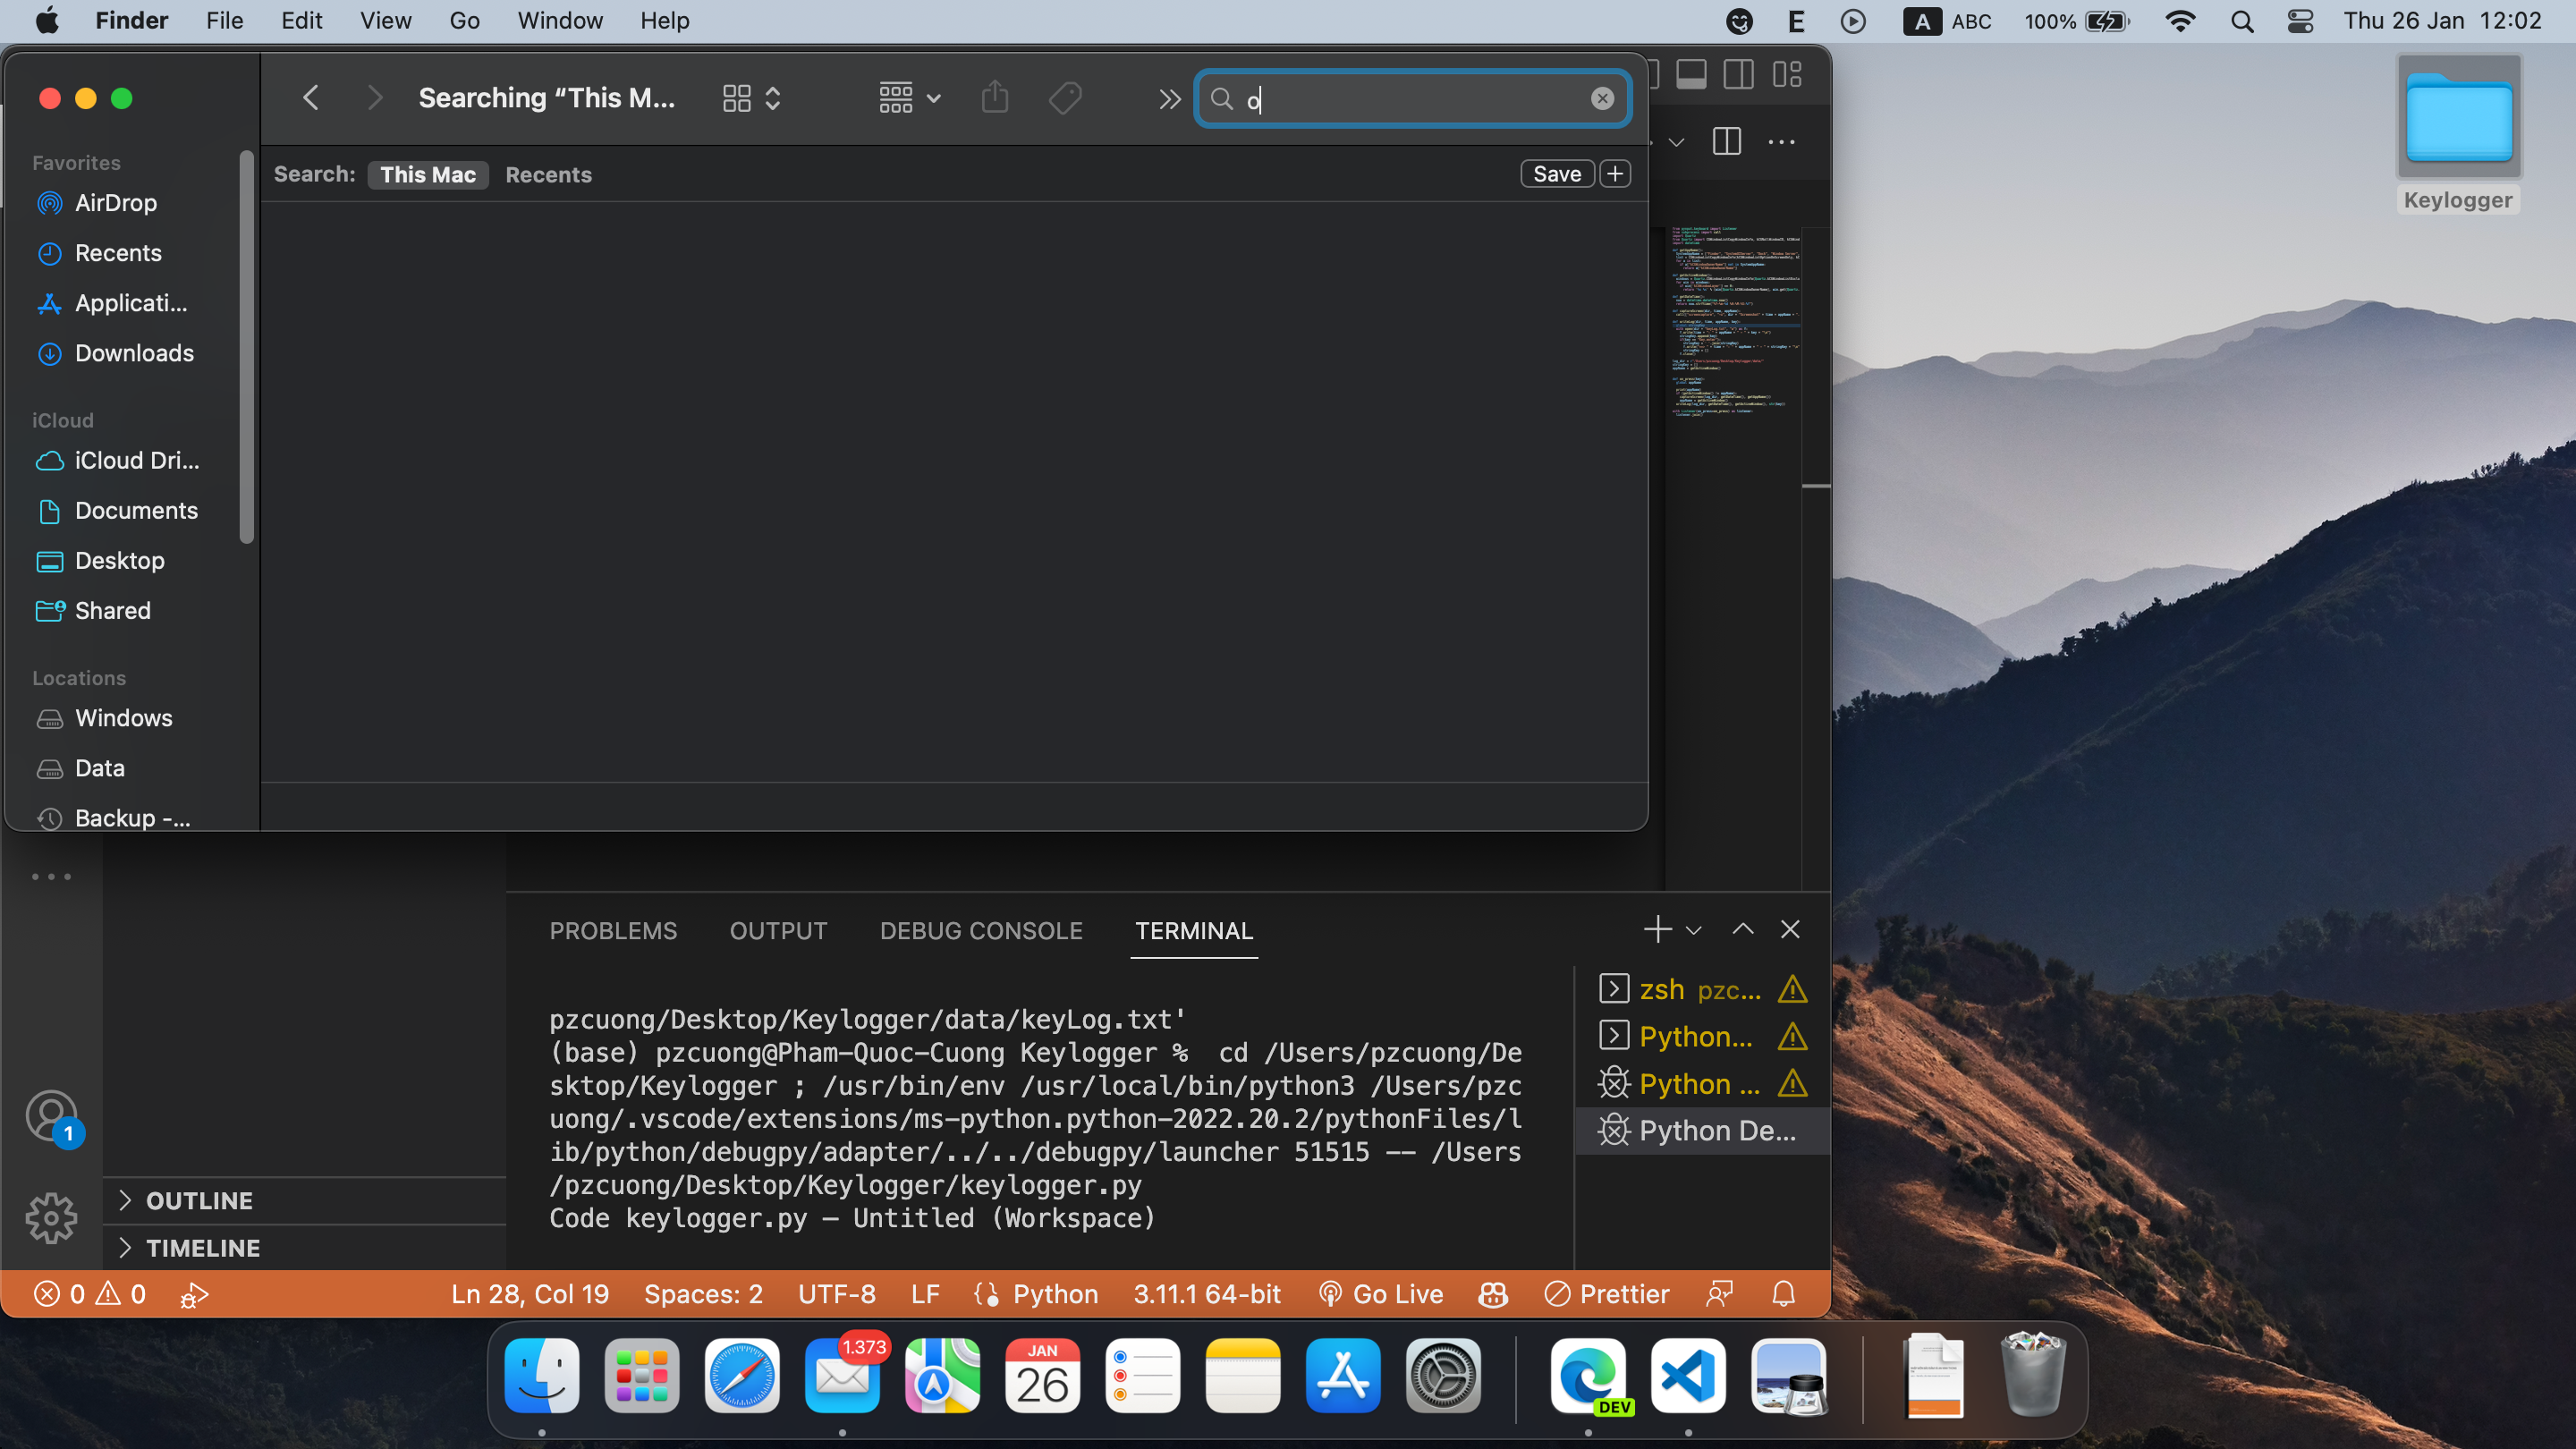 Finder File Edit View Go Window Help
E A ABC 100% Thu 26 Jan 12:02
Searching “This M...
o
Search: This Mac Recents Save
Favorites
AirDrop
Recents
Applicati...
Downloads
iCloud
iCloud Dri...
Documents
Desktop
Shared
Locations
Windows
Data
Backup -...
Keylogger
PROBLEMS OUTPUT DEBUG CONSOLE TERMINAL
pzcuong/Desktop/Keylogger/data/keyLog.txt'
(base) pzcuong@Pham-Quoc-Cuong Keylogger % cd /Users/pzcuong/De
sktop/Keylogger ; /usr/bin/env /usr/local/bin/python3 /Users/pzc
uong/.vscode/extensions/ms-python.python-2022.20.2/pythonFiles/l
ib/python/debugpy/adapter/../../debugpy/launcher 51515 -- /Users
/pzcuong/Desktop/Keylogger/keylogger.py
Code keylogger.py — Untitled (Workspace)
zsh pzc...
Python...
Python ...
Python De...
1
OUTLINE
TIMELINE
0 0 Ln 28, Col 19 Spaces: 2 UTF-8 LF Python 3.11.1 64-bit Go Live Prettier
1.373
JAN
26
DEV